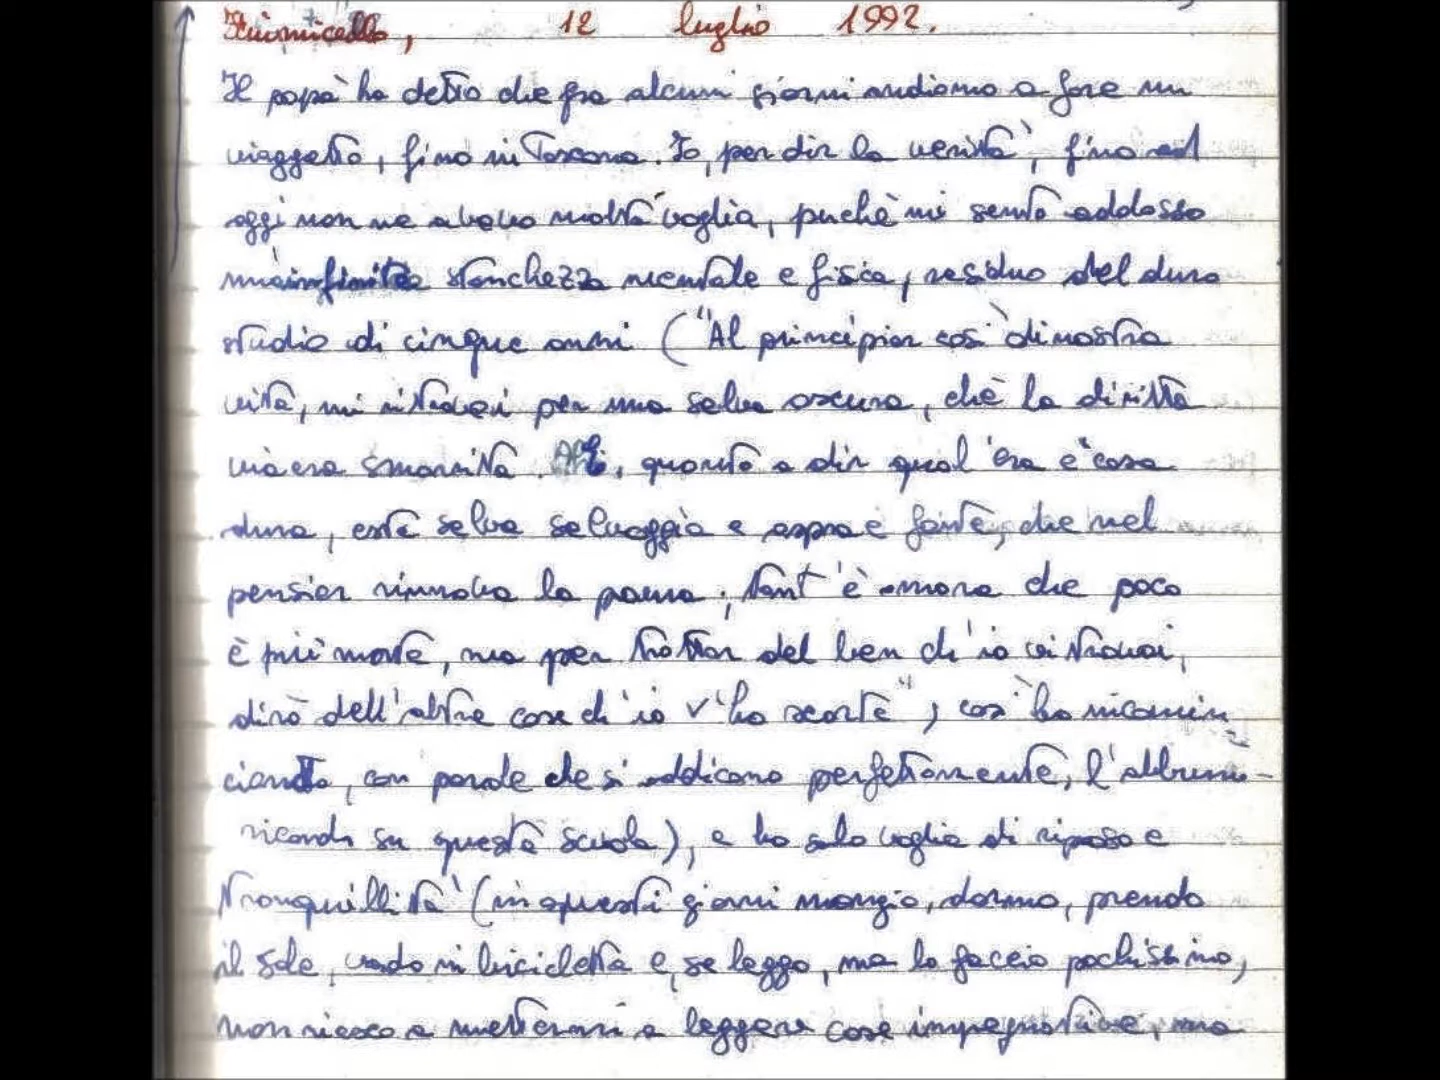 Fiumicello, 12 luglio 1992.
Il papà ha detto che fra alcuni giorni andiamo a fare un
viaggetto, fino in Toscana. Io, per dir la verità, fino ad
oggi non ne avevo molta voglia, perché mi sento addosso
una infinita stanchezza mentale e fisica, residuo del duro
studio di cinque anni ("Al principiar così di nostra
vita, mi ritrovai per una selva oscura, chè la diritta
via era smarrita. Ahi, quanto a dir qual'era è cosa
dura, esta selva selvaggia e aspra e forte, che nel
pensier rinnova la paura; tant'è amara che poco
è più morte, ma per trattar del ben ch'io vi trovai,
dirò dell'altre cose ch'io v'ho scorte"; così ho incomin
ciato, con parole che si addicono perfettamente, l'album-
ricordi su questa scuola), e ho solo voglia di riposo e
tranquillità (in questi giorni mangio, dormo, prendo
il sole, vado in bicicletta e, se leggo, ma lo faccio pochissimo,
non riesco a mettermi a leggere cose impegnative, ma